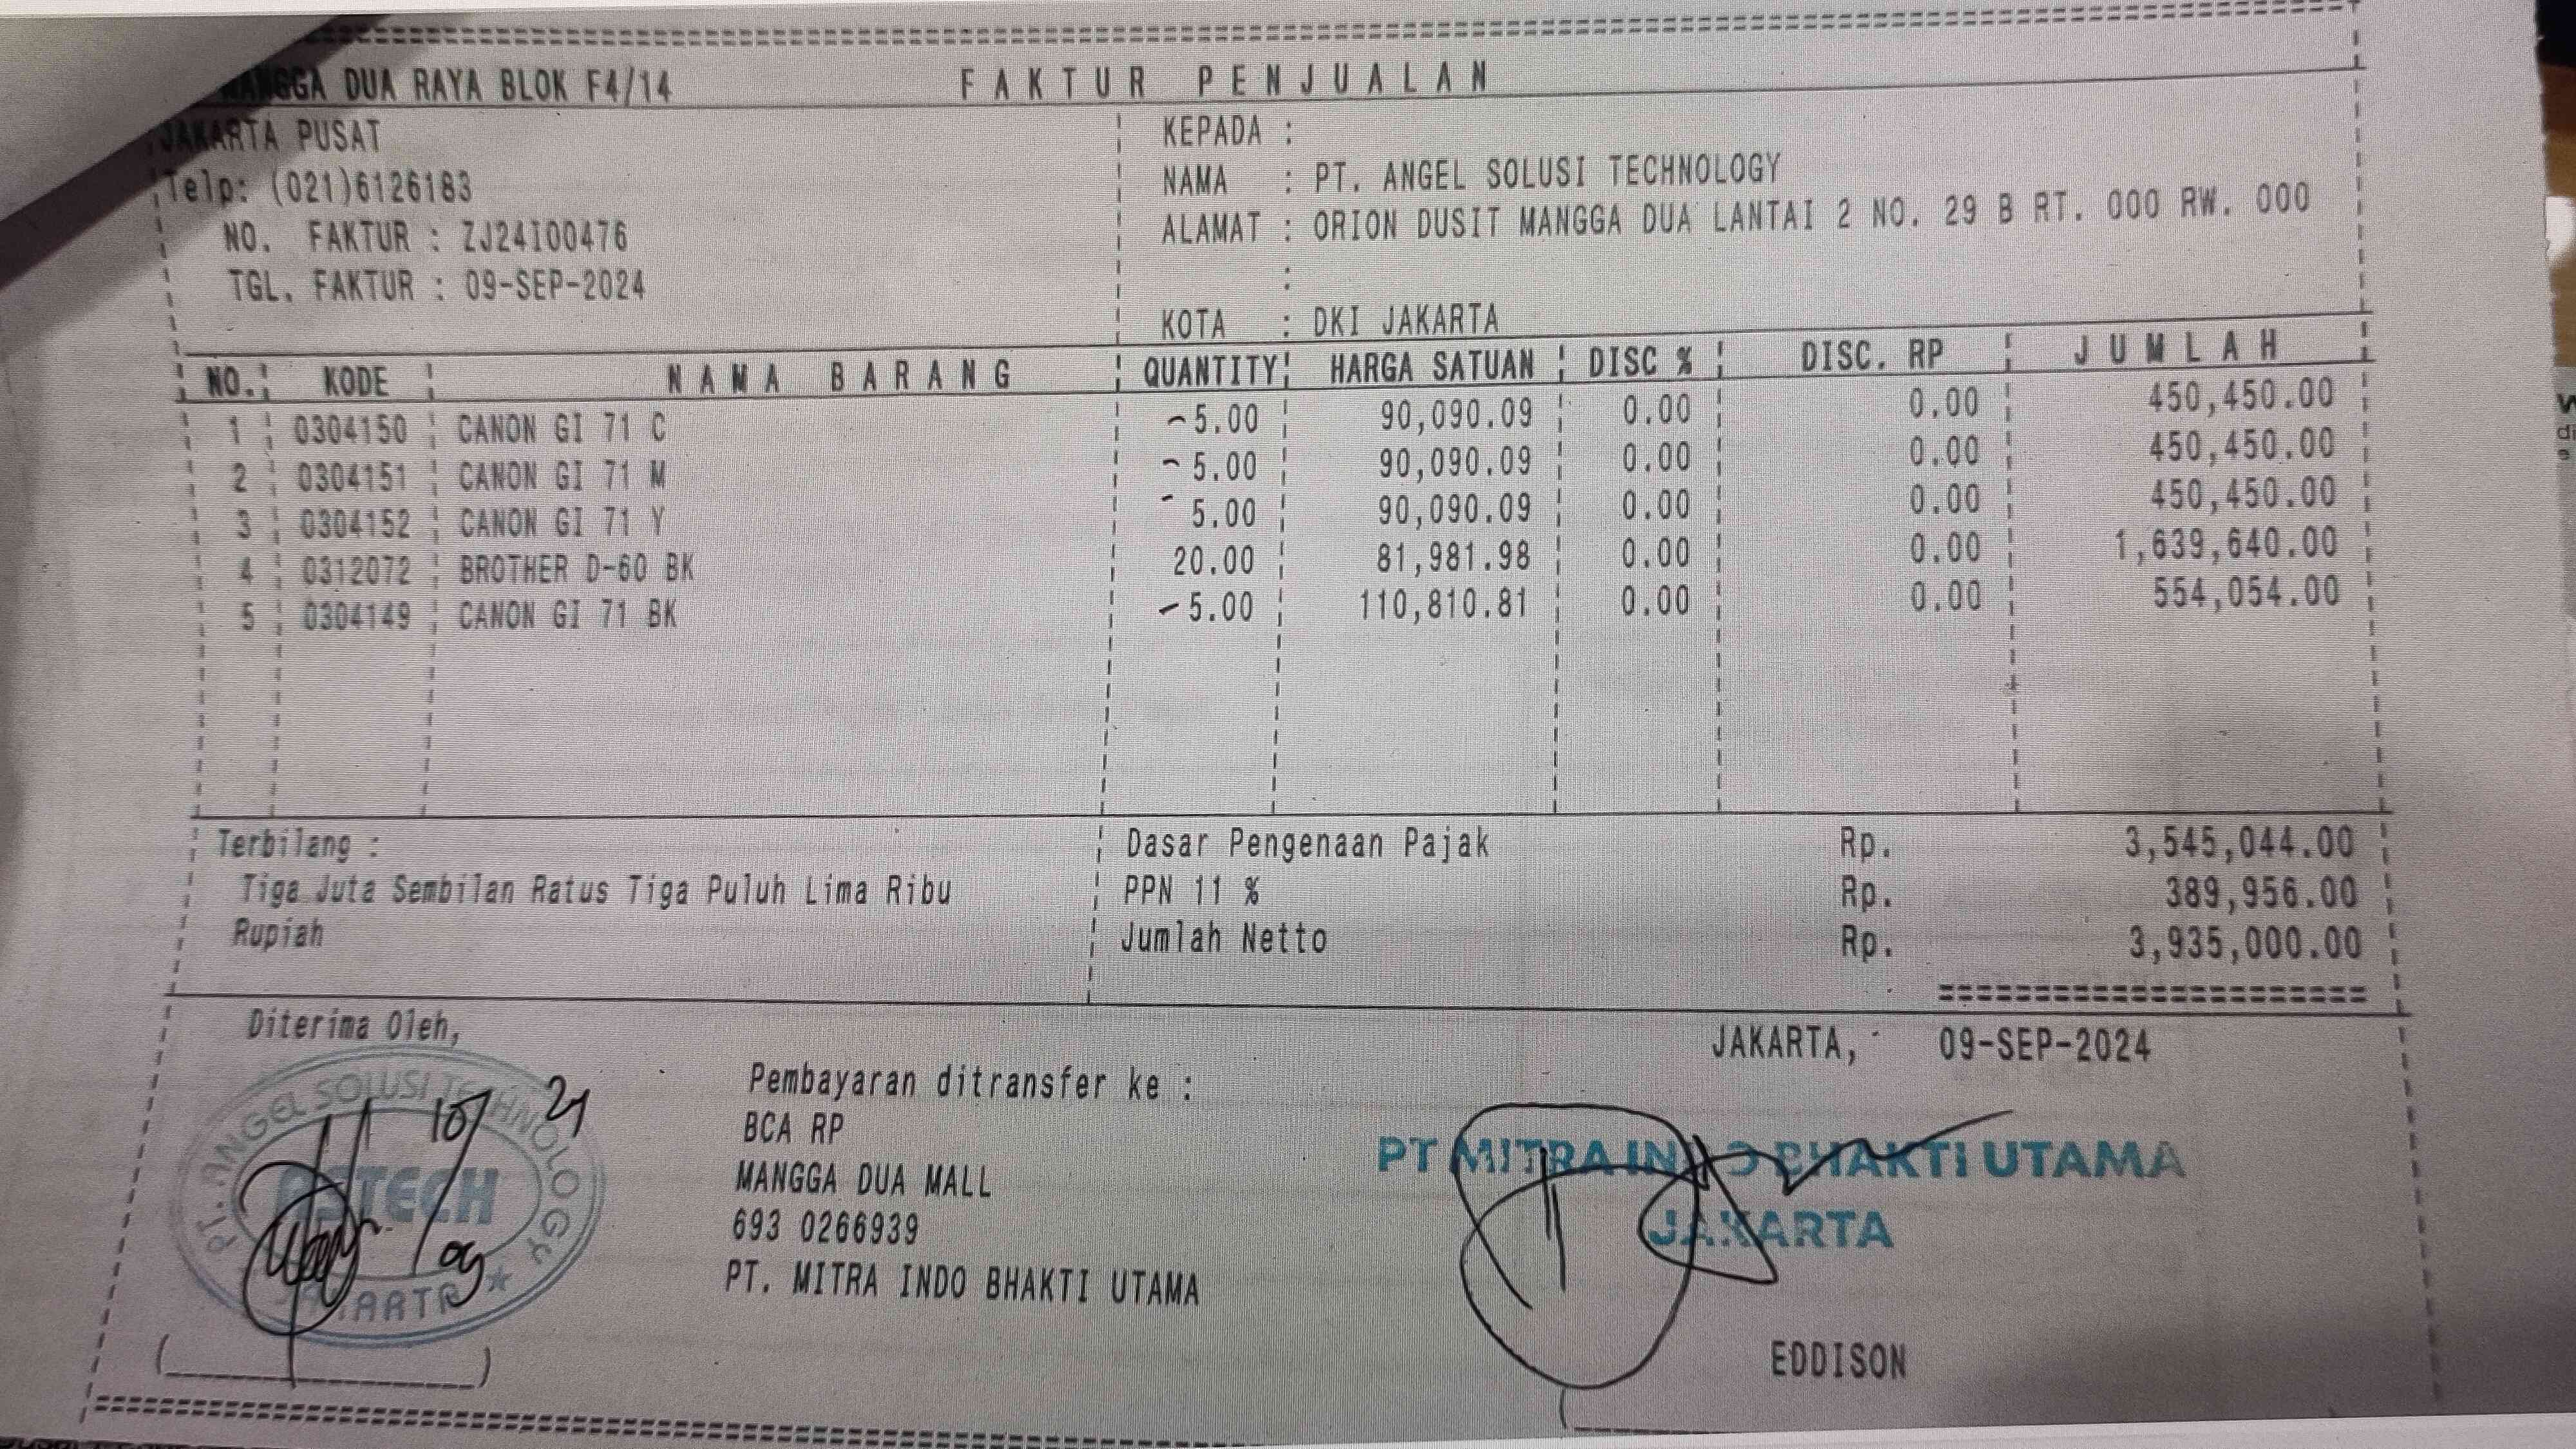 MANGGA DUA RAYA BLOK F4/14
FAKTUR PENJUALAN
JAKARTA PUSAT
Telp: (021)6126183
NO. FAKTUR : ZJ24I00476
TGL. FAKTUR : 09-SEP-2024
KEPADA :
NAMA : PT. ANGEL SOLUSI TECHNOLOGY
ALAMAT : ORION DUSIT MANGGA DUA LANTAI 2 NO. 29 B RT. 000 RW. 000
:
KOTA : DKI JAKARTA
NO. KODE NAMA BARANG QUANTITY HARGA SATUAN DISC % DISC. RP JUMLAH
1 0304150 CANON GI 71 C 5.00 90,090.09 0.00 0.00 450,450.00
2 0304151 CANON GI 71 M 5.00 90,090.09 0.00 0.00 450,450.00
3 0304152 CANON GI 71 Y 5.00 90,090.09 0.00 0.00 450,450.00
4 0312072 BROTHER D-60 BK 20.00 81,981.98 0.00 0.00 1,639,640.00
5 0304149 CANON GI 71 BK 5.00 110,810.81 0.00 0.00 554,054.00
Terbilang :
Tiga Juta Sembilan Ratus Tiga Puluh Lima Ribu
Rupiah
Dasar Pengenaan Pajak Rp. 3,545,044.00
PPN 11 % Rp. 389,956.00
Jumlah Netto Rp. 3,935,000.00
Diterima Oleh,
PT. ANGEL SOLUSI TECHNOLOGY
ASTECH
JAKARTA
Pembayaran ditransfer ke :
BCA RP
MANGGA DUA MALL
693 0266939
PT. MITRA INDO BHAKTI UTAMA
JAKARTA, 09-SEP-2024
PT MITRA INDO BHAKTI UTAMA
JAKARTA
EDDISON